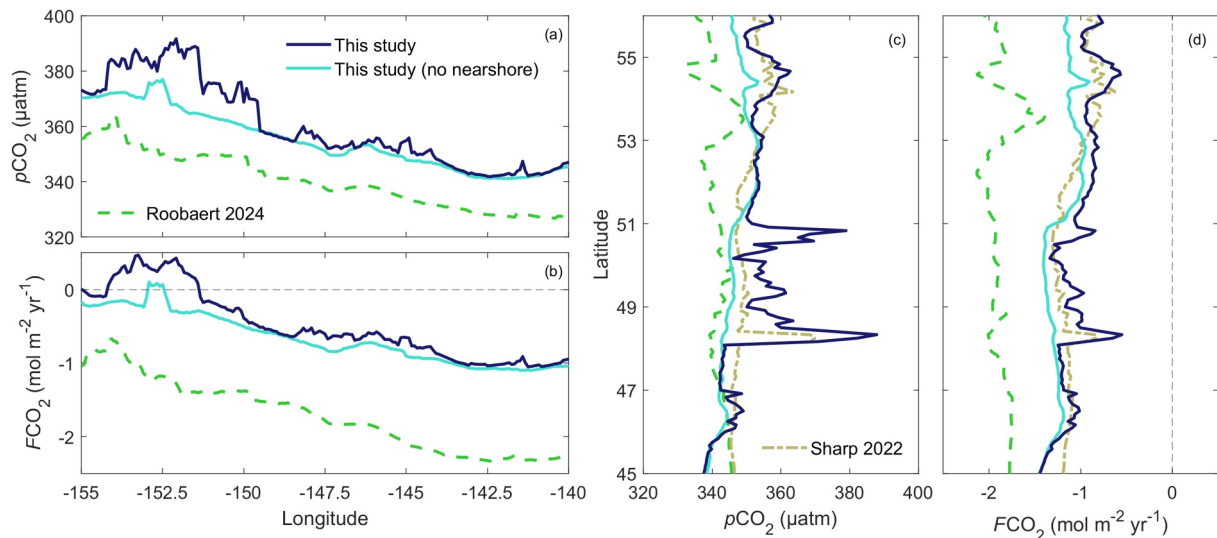 400
380
360
340
320
pCO2 (µatm)
(a)
This study
This study (no nearshore)
Roobaert 2024
0
-1
-2
FCO2 (mol m-2 yr-1)
(b)
-155 -152.5 -150 -147.5 -145 -142.5 -140
Longitude
55
53
51
49
47
45
Latitude
(c)
Sharp 2022
320 340 360 380 400
pCO2 (µatm)
(d)
-2 -1 0
FCO2 (mol m-2 yr-1)